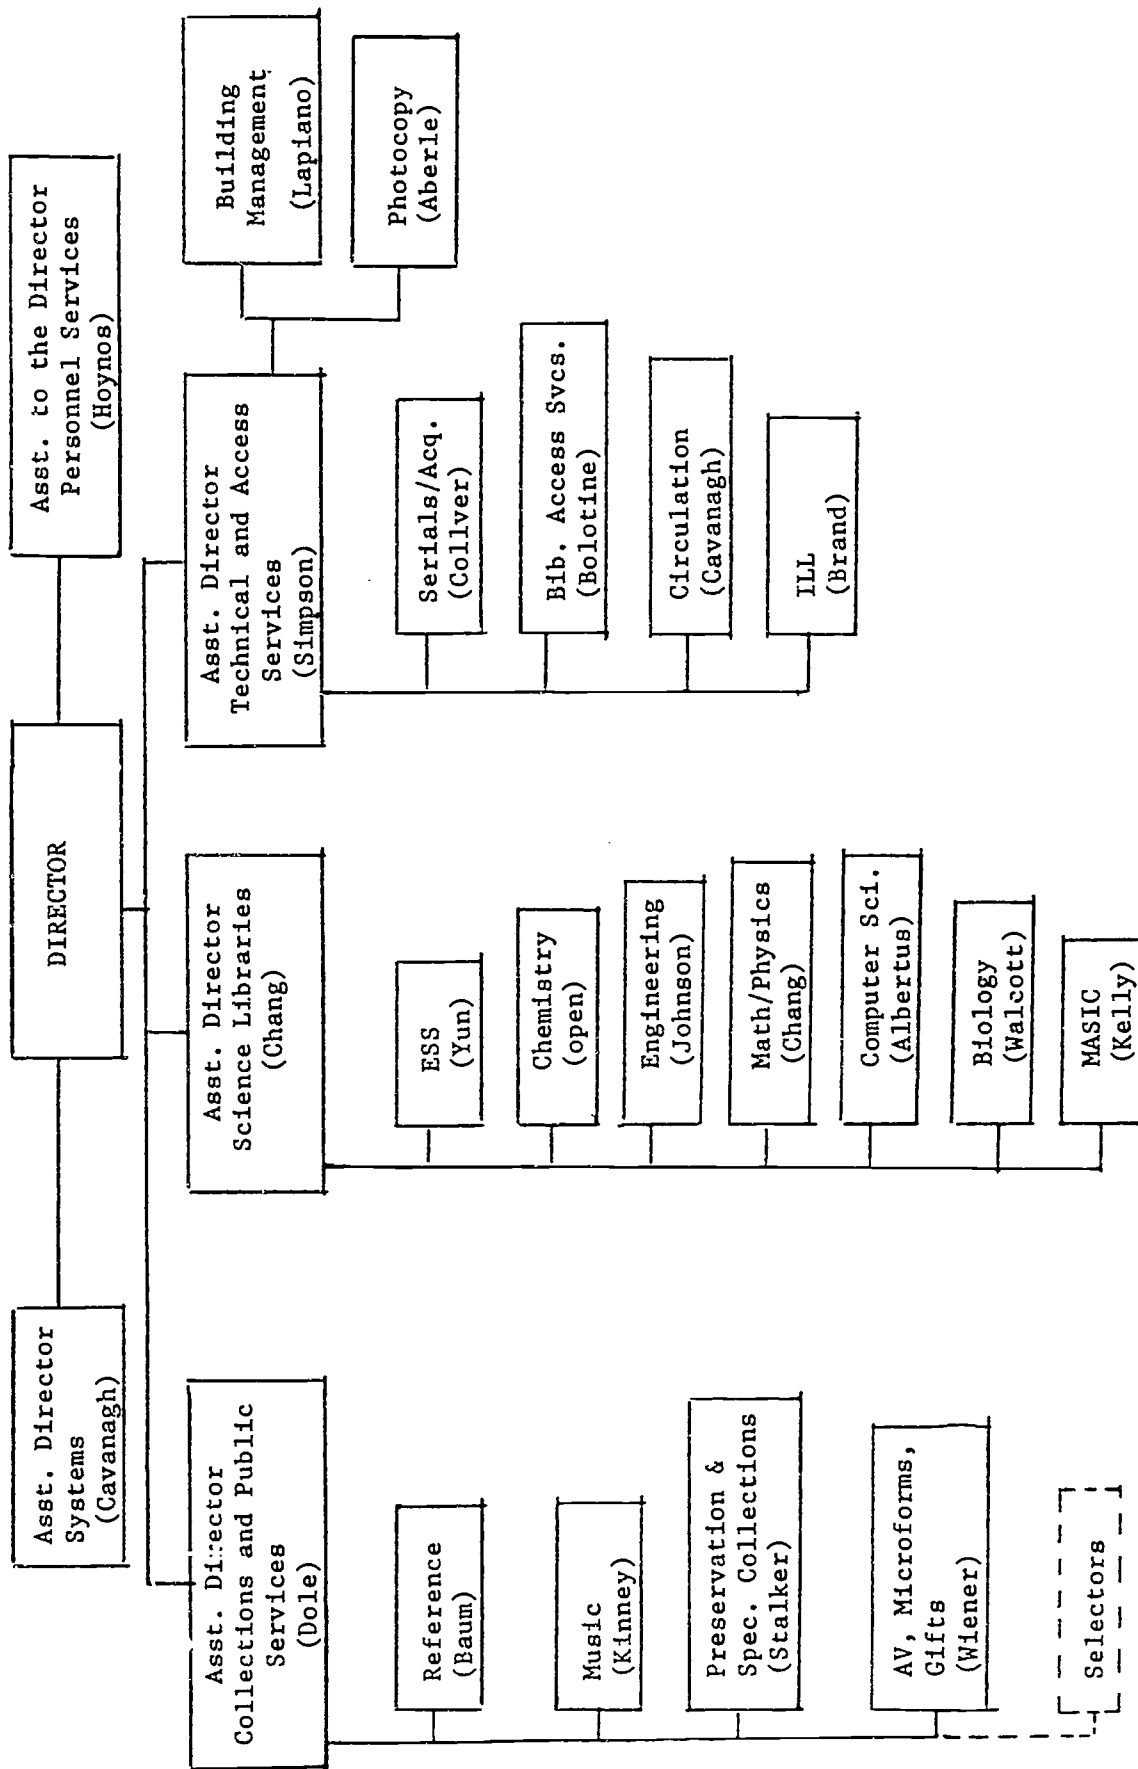 Asst. Director
Systems
(Cavanagh)
DIRECTOR
Asst. to the Director
Personnel Services
(Hoynos)
Asst. Director
Collections and Public
Services
(Dole)
Reference
(Baum)
Music
(Kinney)
Preservation &
Spec. Collections
(Stalker)
AV, Microforms,
Gifts
(Wiener)
Selectors
Asst. Director
Science Libraries
(Chang)
ESS
(Yun)
Chemistry
(open)
Engineering
(Johnson)
Math/Physics
(Chang)
Computer Sci.
(Albertus)
Biology
(Walcott)
MASIC
(Kelly)
Asst. Director
Technical and Access
Services
(Simpson)
Serials/Acq.
(Collver)
Bib. Access Svcs.
(Bolotine)
Circulation
(Cavanagh)
ILL
(Brand)
Building
Management
(Lapiano)
Photocopy
(Aberle)